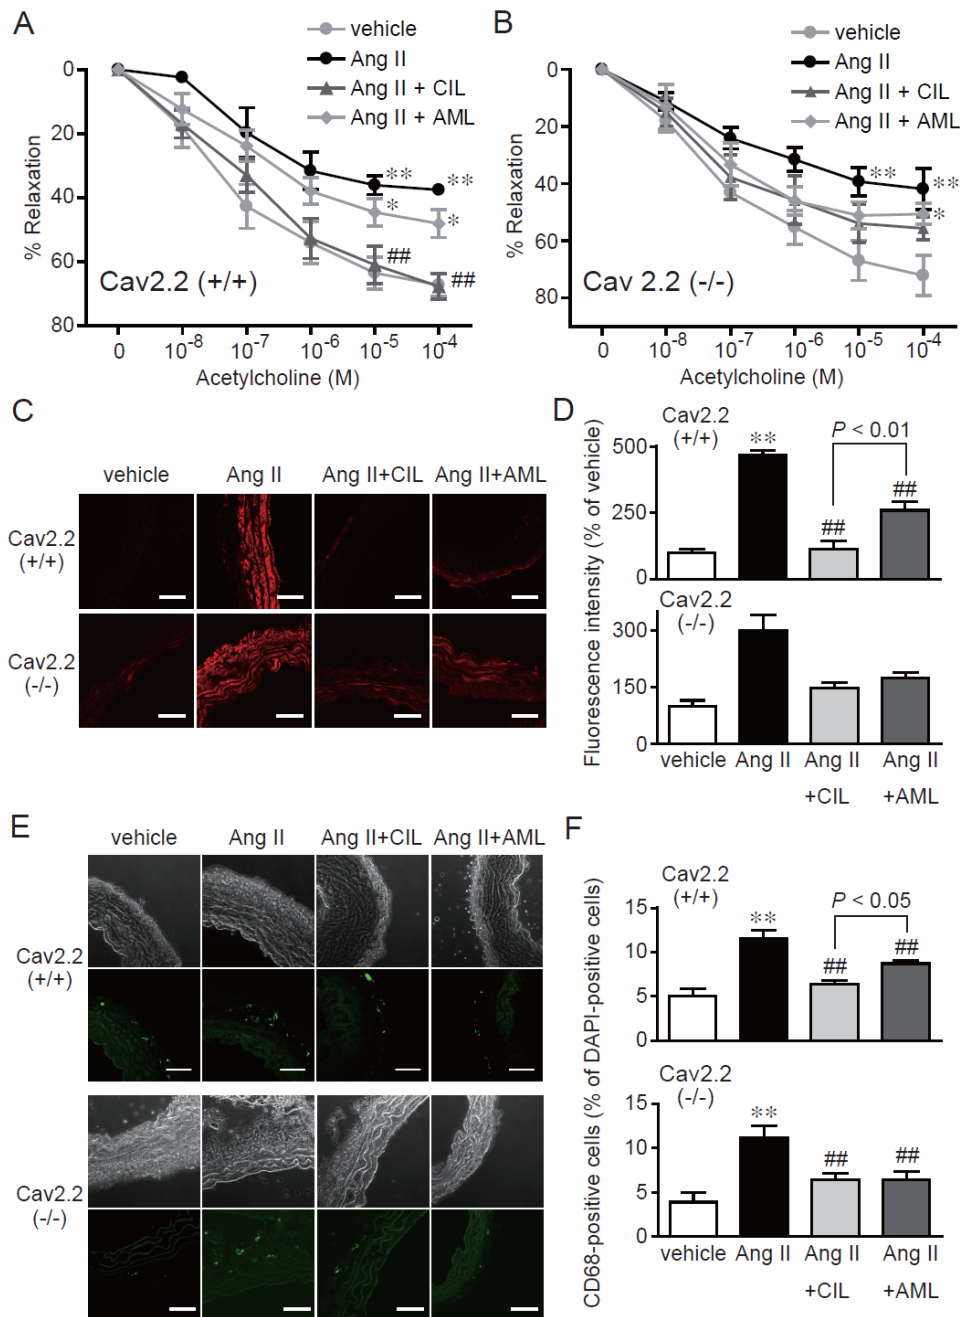 A
vehicle
Ang II
Ang II + CIL
Ang II + AML
0
20
40
60
80
% Relaxation
**
**
*
*
##
##
Cav2.2 (+/+)
0
10-8
10-7
10-6
10-5
10-4
Acetylcholine (M)
B
vehicle
Ang II
Ang II + CIL
Ang II + AML
0
20
40
60
80
% Relaxation
**
**
*
Cav 2.2 (-/-)
0
10-8
10-7
10-6
10-5
10-4
Acetylcholine (M)
C
vehicle
Ang II
Ang II+CIL
Ang II+AML
Cav2.2
(+/+)
Cav2.2
(-/-)
D
Fluorescence intensity (% of vehicle)
Cav2.2
(+/+)
500
250
0
**
P < 0.01
##
##
Cav2.2
(-/-)
300
150
0
vehicle
Ang II
Ang II
+CIL
Ang II
+AML
E
vehicle
Ang II
Ang II+CIL
Ang II+AML
Cav2.2
(+/+)
Cav2.2
(-/-)
F
CD68-positive cells (% of DAPI-positive cells)
Cav2.2
(+/+)
15
10
5
0
**
P < 0.05
##
##
Cav2.2
(-/-)
15
10
5
0
**
##
##
vehicle
Ang II
Ang II
+CIL
Ang II
+AML